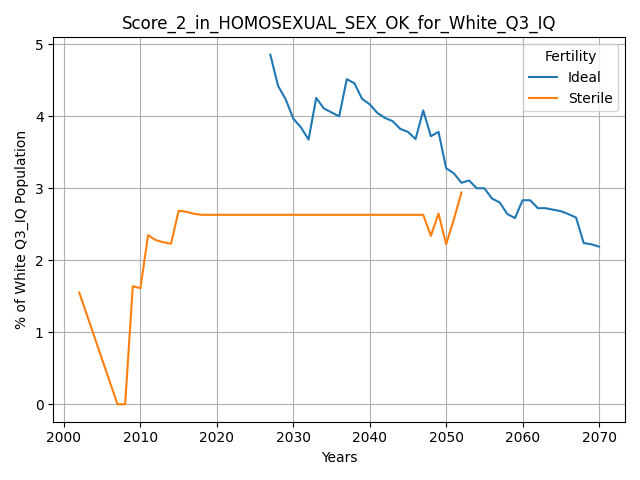 Score_2_in_HOMOSEXUAL_SEX_OK_for_White_Q3_IQ
% of White Q3_IQ Population
5
4
3
2
1
0
Fertility
Ideal
Sterile
2000 2010 2020 2030 2040 2050 2060 2070
Years